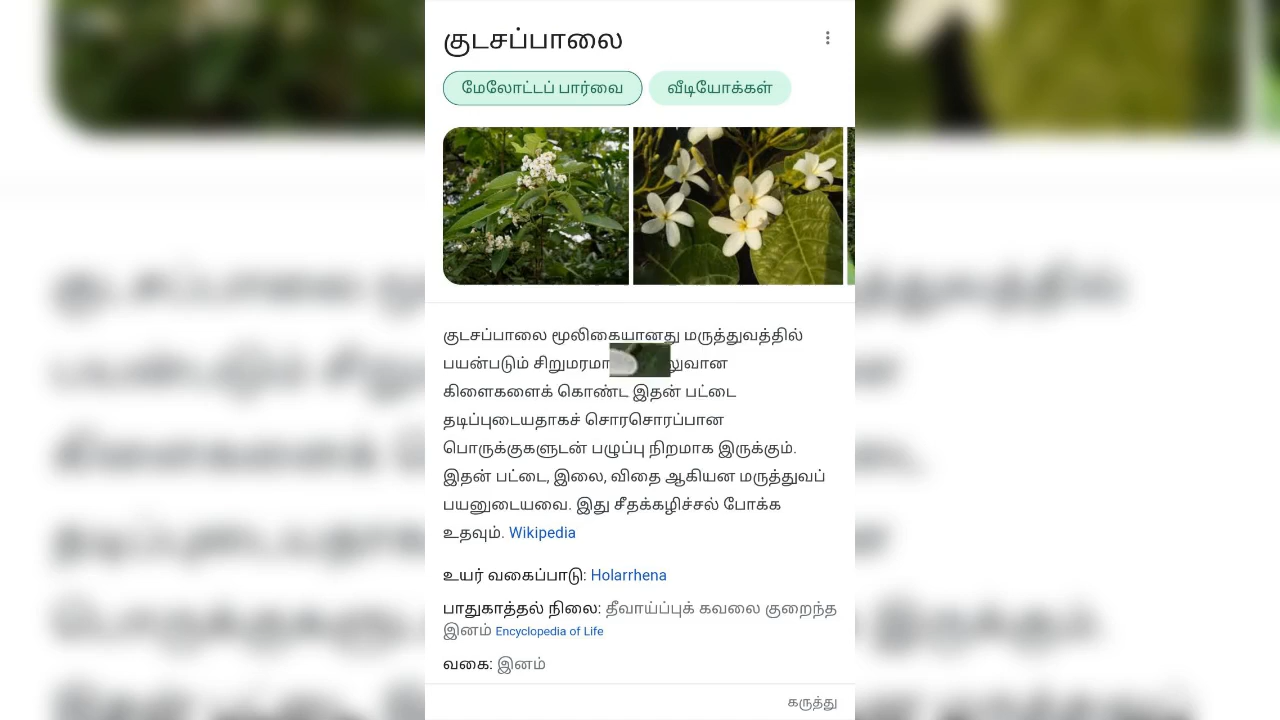 குடசப்பாலை
மேலோட்டப் பார்வை வீடியோக்கள்
குடசப்பாலை மூலிகையானது மருத்துவத்தில்
பயன்படும்
கிளைகளைக் கொண்ட இதன் பட்டை
தடிப்புடையதாகச் சொரசொரப்பான
பொருக்குகளுடன் பழுப்பு நிறமாக இருக்கும்.
இதன் பட்டை, இலை, விதை ஆகியன மருத்துவப்
பயனுடையவை. இது சீதக்கழிச்சல் போக்க
உதவும். Wikipedia
உயர் வகைப்பாடு: Holarrhena
பாதுகாத்தல் நிலை: தீவாய்ப்புக் கவலை குறைந்த
இனம் Encyclopedia of Life
வகை: இனம்
கருத்து